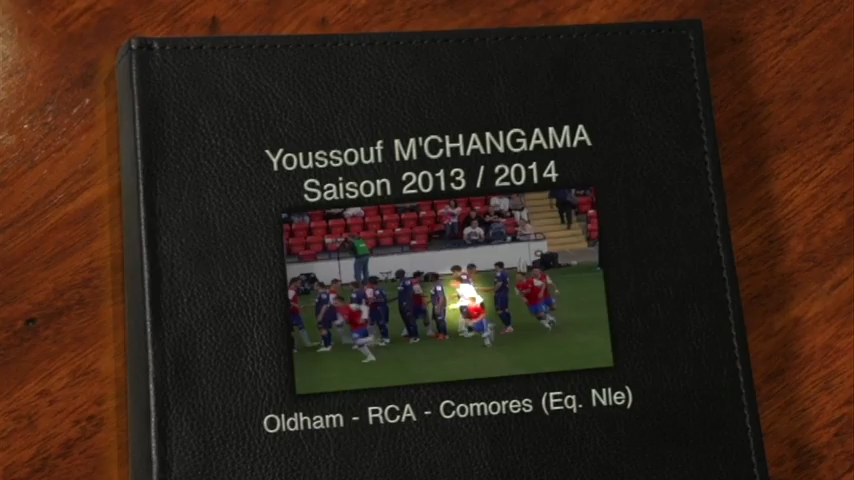 Youssouf M'CHANGAMA
Saison 2013 / 2014
Oldham - RCA - Comores (Eq. Nle)